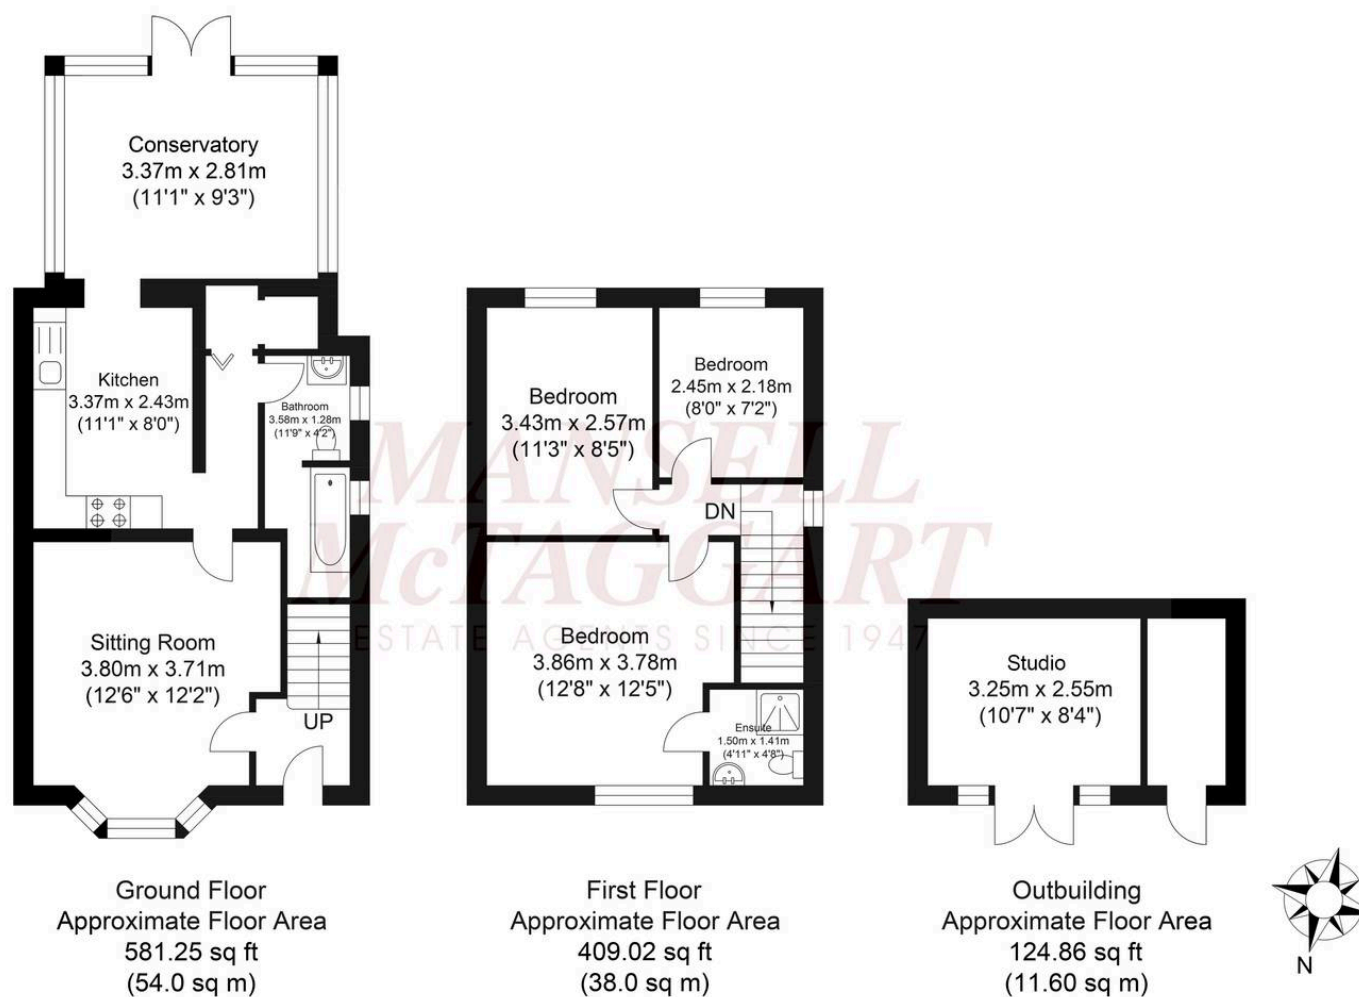 Conservatory
3.37m x 2.81m
(11'1" x 9'3")
Kitchen
3.37m x 2.43m
(11'1" x 8'0")
Bathroom
3.58m x 1.28m
(11'9" x 4'2")
Sitting Room
3.80m x 3.71m
(12'6" x 12'2")
UP
Ground Floor
Approximate Floor Area
581.25 sq ft
(54.0 sq m)
Bedroom
3.43m x 2.57m
(11'3" x 8'5")
Bedroom
2.45m x 2.18m
(8'0" x 7'2")
DN
Bedroom
3.86m x 3.78m
(12'8" x 12'5")
Ensuite
1.50m x 1.41m
(4'11" x 4'8")
First Floor
Approximate Floor Area
409.02 sq ft
(38.0 sq m)
Studio
3.25m x 2.55m
(10'7" x 8'4")
Outbuilding
Approximate Floor Area
124.86 sq ft
(11.60 sq m)
N
MANSELL
McTAGGART
ESTATE AGENTS SINCE 1947